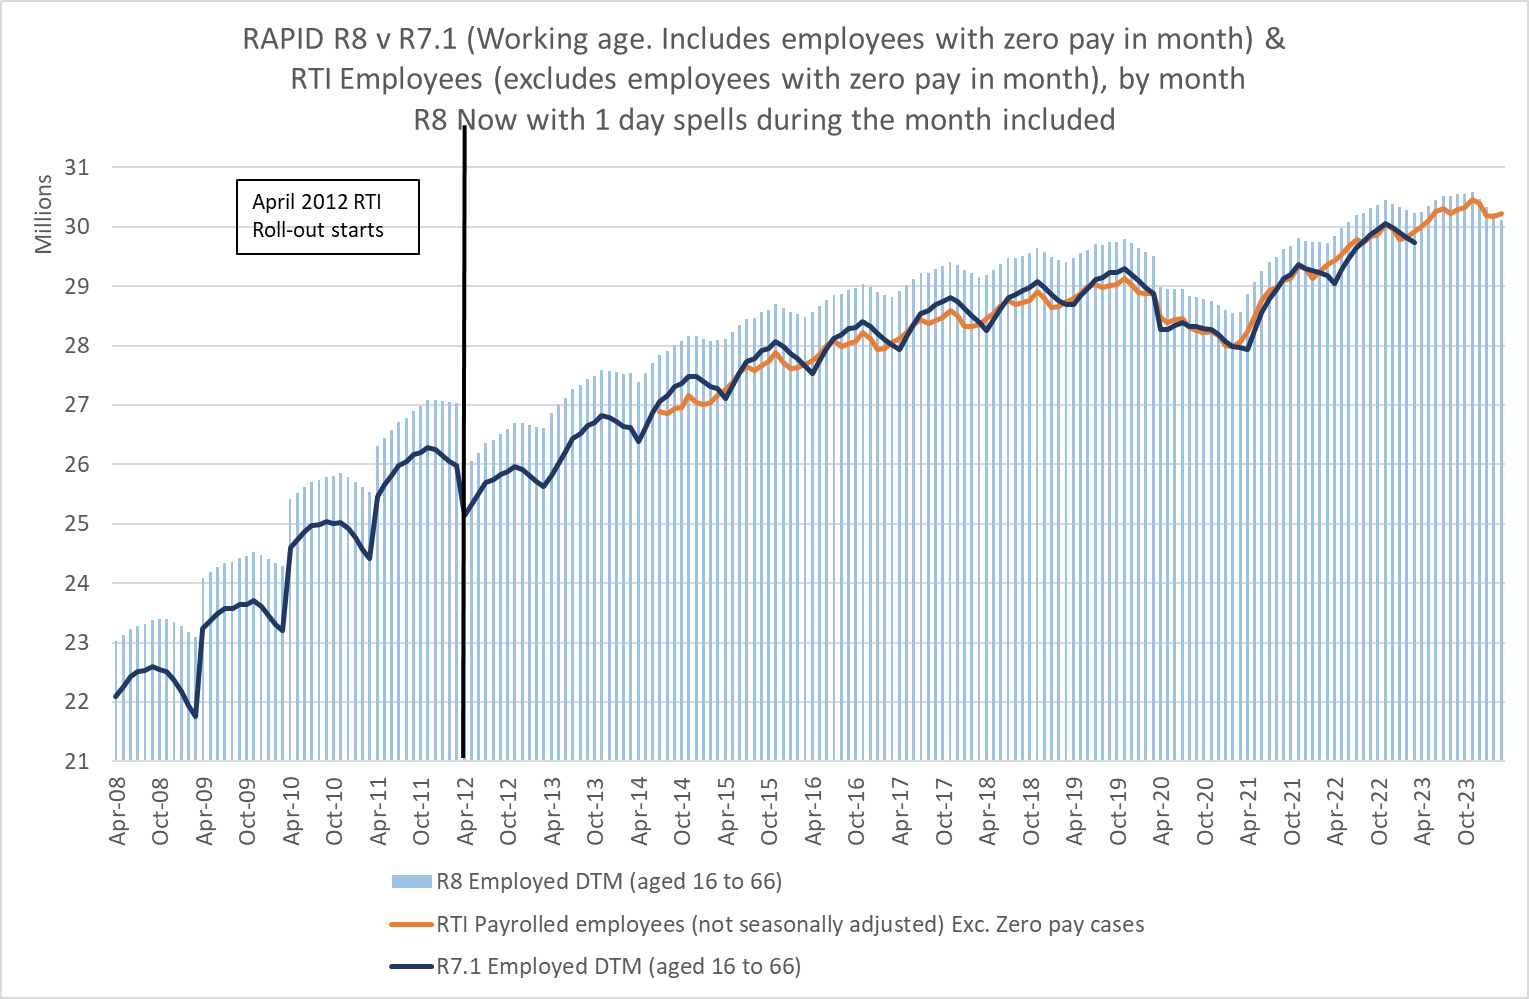 RAPID R8 v R7.1 (Working age. Includes employees with zero pay in month) &
RTI Employees (excludes employees with zero pay in month), by month
R8 Now with 1 day spells during the month included
April 2012 RTI
Roll-out starts
Millions
31
30
29
28
27
26
25
24
23
22
21
Apr-08
Oct-08
Apr-09
Oct-09
Apr-10
Oct-10
Apr-11
Oct-11
Apr-12
Oct-12
Apr-13
Oct-13
Apr-14
Oct-14
Apr-15
Oct-15
Apr-16
Oct-16
Apr-17
Oct-17
Apr-18
Oct-18
Apr-19
Oct-19
Apr-20
Oct-20
Apr-21
Oct-21
Apr-22
Oct-22
Apr-23
Oct-23
R8 Employed DTM (aged 16 to 66)
RTI Payrolled employees (not seasonally adjusted) Exc. Zero pay cases
R7.1 Employed DTM (aged 16 to 66)